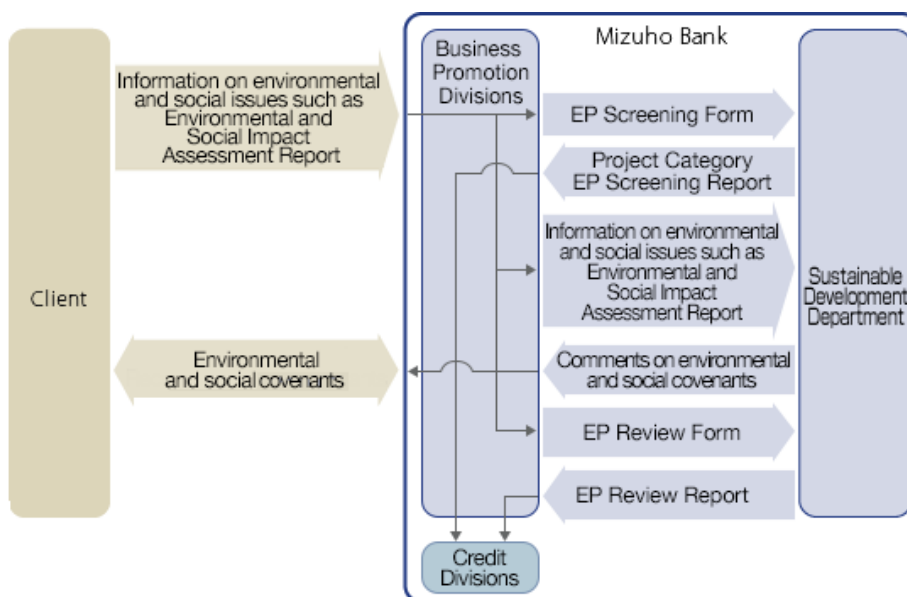 Mizuho Bank
Client
Information on environmental
and social issues such as
Environmental and
Social Impact
Assessment Report
Business
Promotion
Divisions
EP Screening Form
Project Category
EP Screening Report
Information on environmental
and social issues such as
Environmental and
Social Impact
Assessment Report
Sustainable
Development
Department
Environmental
and social covenants
Comments on environmental
and social covenants
EP Review Form
EP Review Report
Credit
Divisions